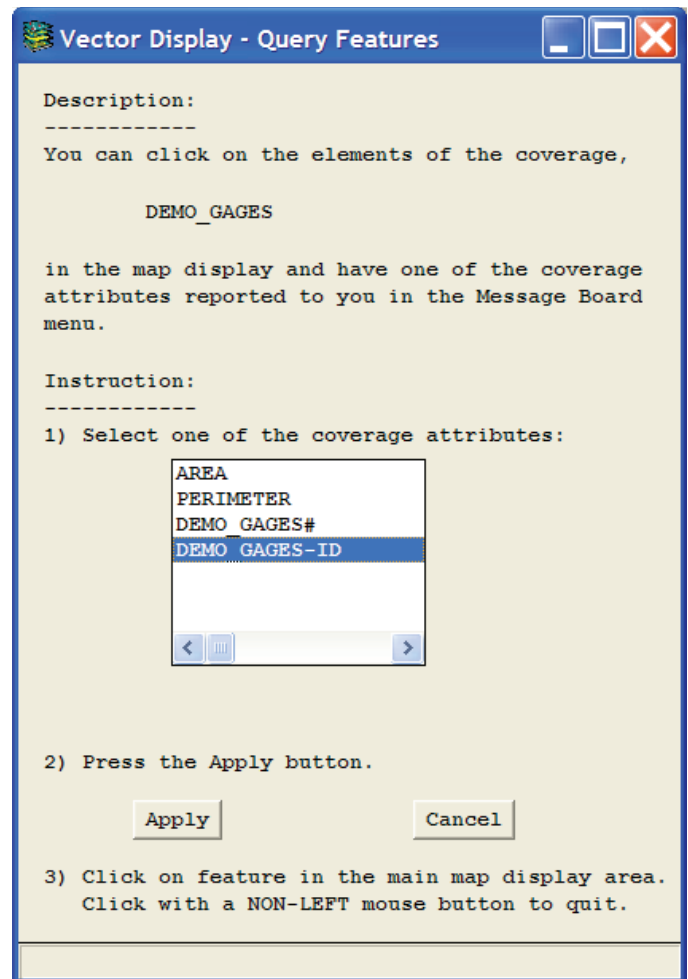 Vector Display - Query Features
Description:
------------
You can click on the elements of the coverage,
DEMO_GAGES
in the map display and have one of the coverage
attributes reported to you in the Message Board
menu.
Instruction:
------------
1) Select one of the coverage attributes:
AREA
PERIMETER
DEMO_GAGES#
DEMO_GAGES-ID
2) Press the Apply button.
Apply Cancel
3) Click on feature in the main map display area.
Click with a NON-LEFT mouse button to quit.